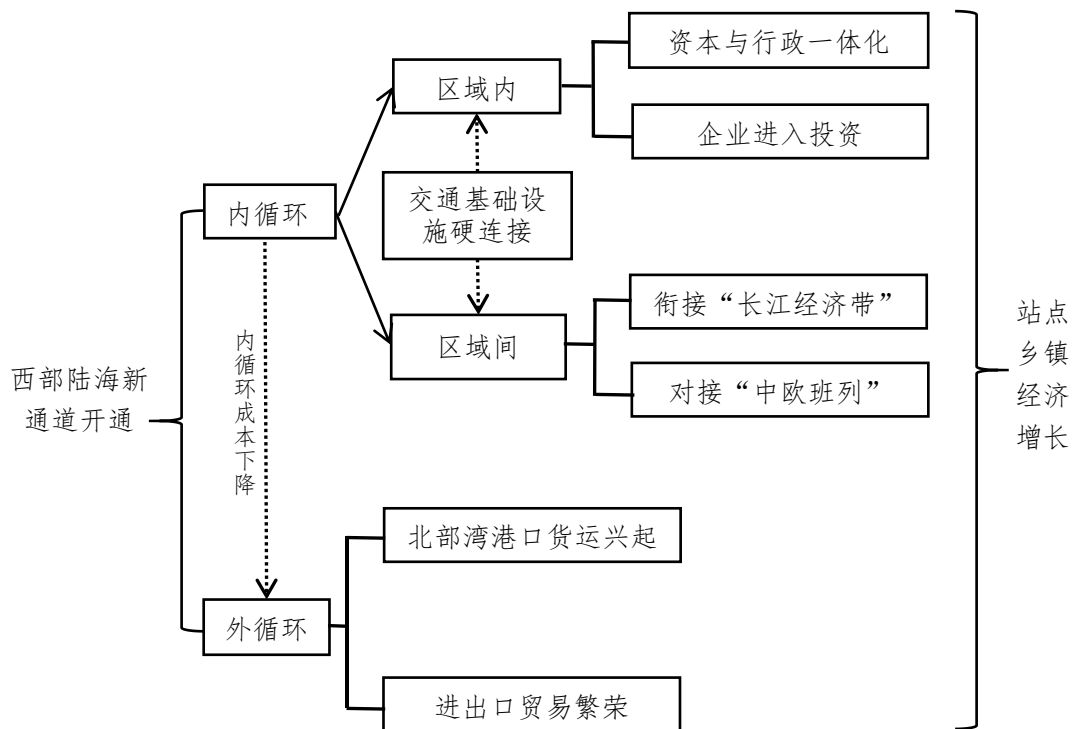 西部陆海新
通道开通
内循环
内循环成本下降
外循环
区域内
交通基础设
施硬连接
区域间
资本与行政一体化
企业进入投资
衔接“长江经济带”
对接“中欧班列”
北部湾港口货运兴起
进出口贸易繁荣
站点
乡镇
经济
增长